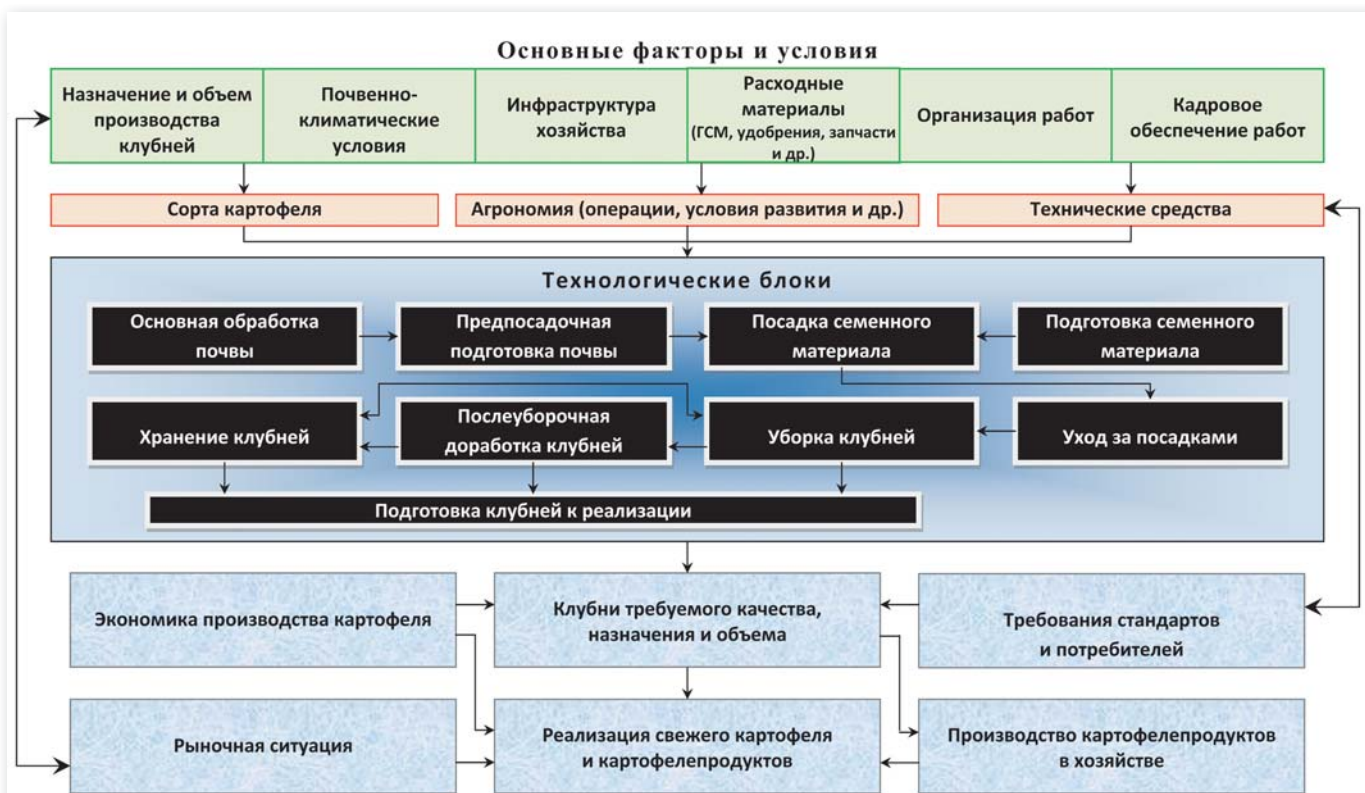 Основные факторы и условия
Назначение и объем
производства
клубней
Почвенно-
климатические
условия
Инфраструктура
хозяйства
Расходные
материалы
(ГСМ, удобрения, запчасти
и др.)
Организация работ
Кадровое
обеспечение работ
Сорта картофеля
Агрономия (операции, условия развития и др.)
Технические средства
Технологические блоки
Основная обработка
почвы
Предпосадочная
подготовка почвы
Посадка семенного
материала
Подготовка семенного
материала
Хранение клубней
Послеуборочная
доработка клубней
Уборка клубней
Уход за посадками
Подготовка клубней к реализации
Экономика производства картофеля
Клубни требуемого качества,
назначения и объема
Требования стандартов
и потребителей
Рыночная ситуация
Реализация свежего картофеля
и картофелепродуктов
Производство картофелепродуктов
в хозяйстве